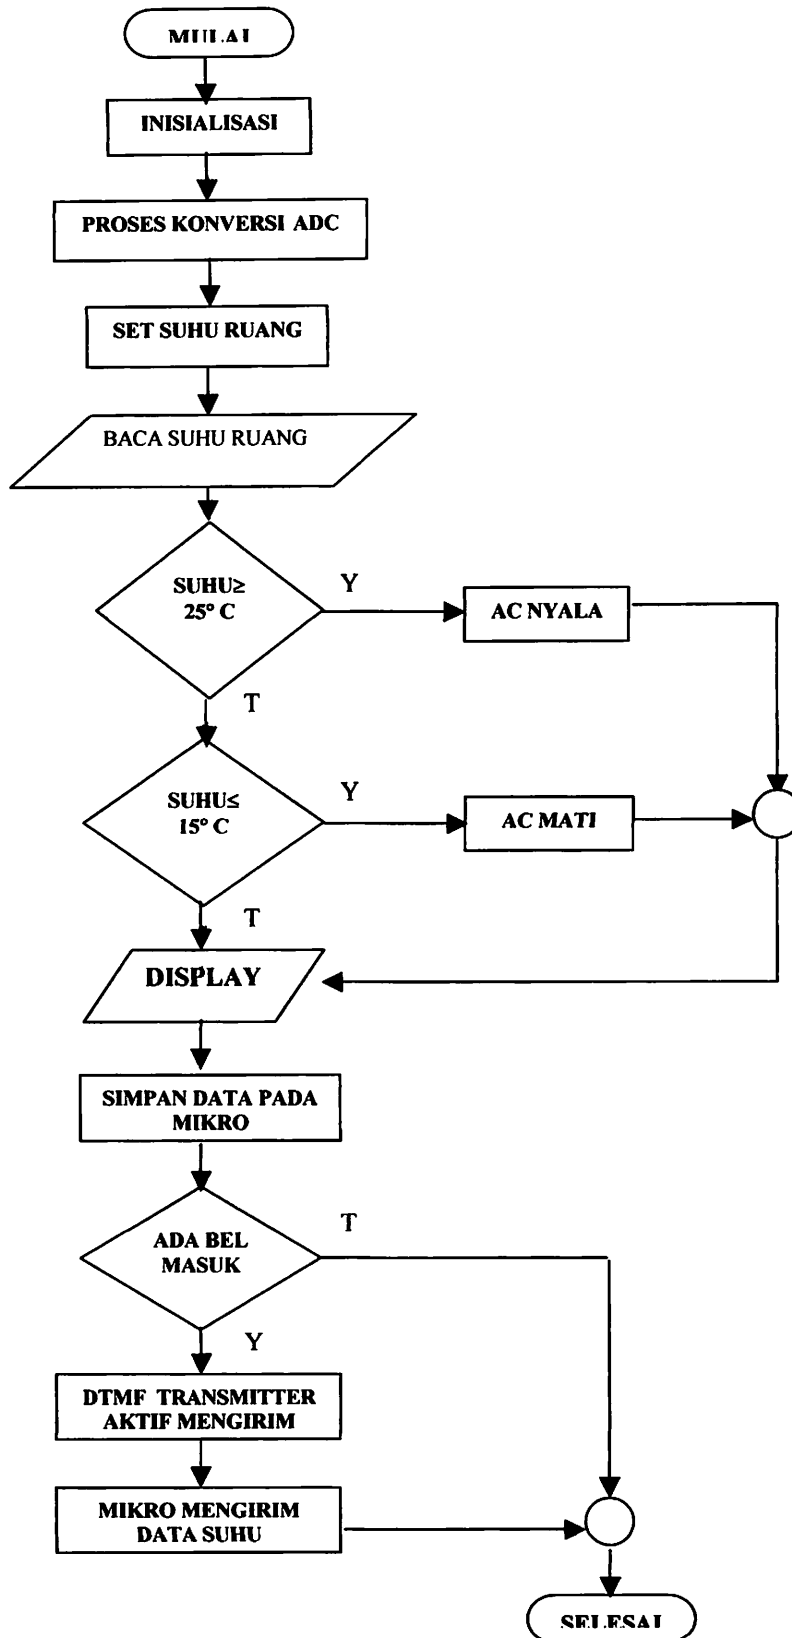 MULAI
INISIALISASI
PROSES KONVERSI ADC
SET SUHU RUANG
BACA SUHU RUANG
SUHU≥
25° C
Y
AC NYALA
T
SUHU≤
15° C
Y
AC MATI
T
DISPLAY
SIMPAN DATA PADA
MIKRO
ADA BEL
MASUK
T
Y
DTMF TRANSMITTER
AKTIF MENGIRIM
MIKRO MENGIRIM
DATA SUHU
SELESAI